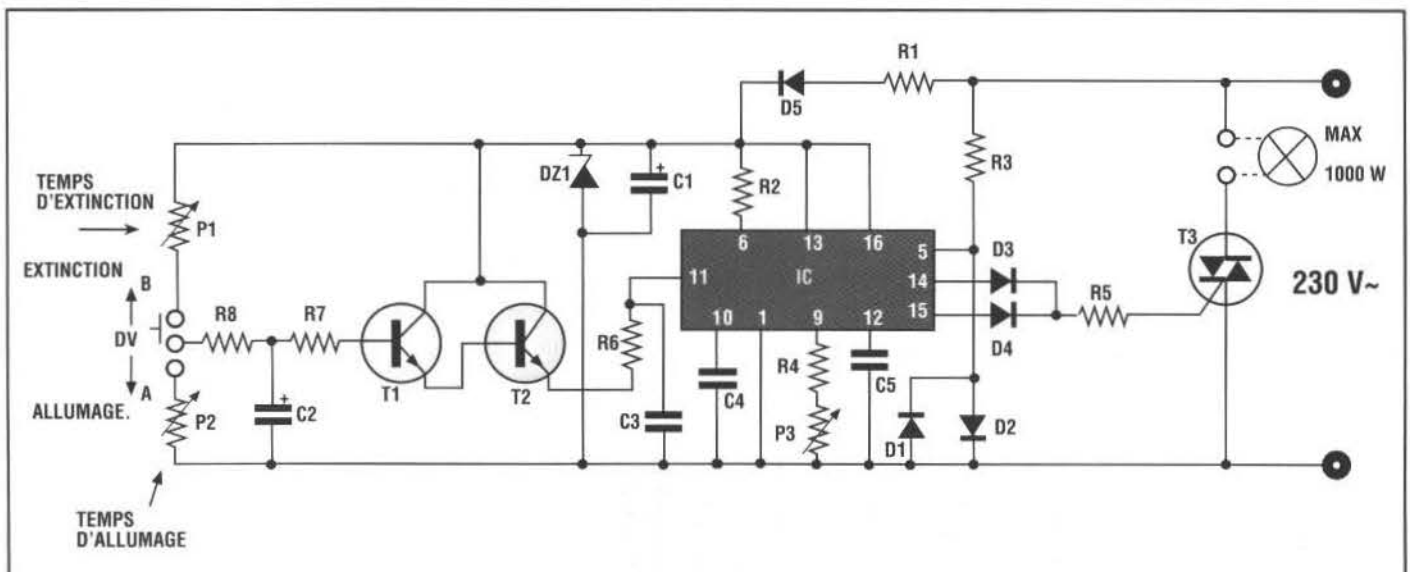 R1
D5
R3
MAX
1000 W
TEMPS
D'EXTINCTION
P1
DZ1
+
C1
R2
T3
EXTINCTION
B
6
13
16
5
D3
11
IC
14
230 V~
DV
R8
R7
10
1
9
12
15
R5
R6
D4
A
ALLUMAGE.
P2
+
C2
T1
T2
C3
C4
R4
C5
P3
D1
D2
TEMPS
D'ALLUMAGE